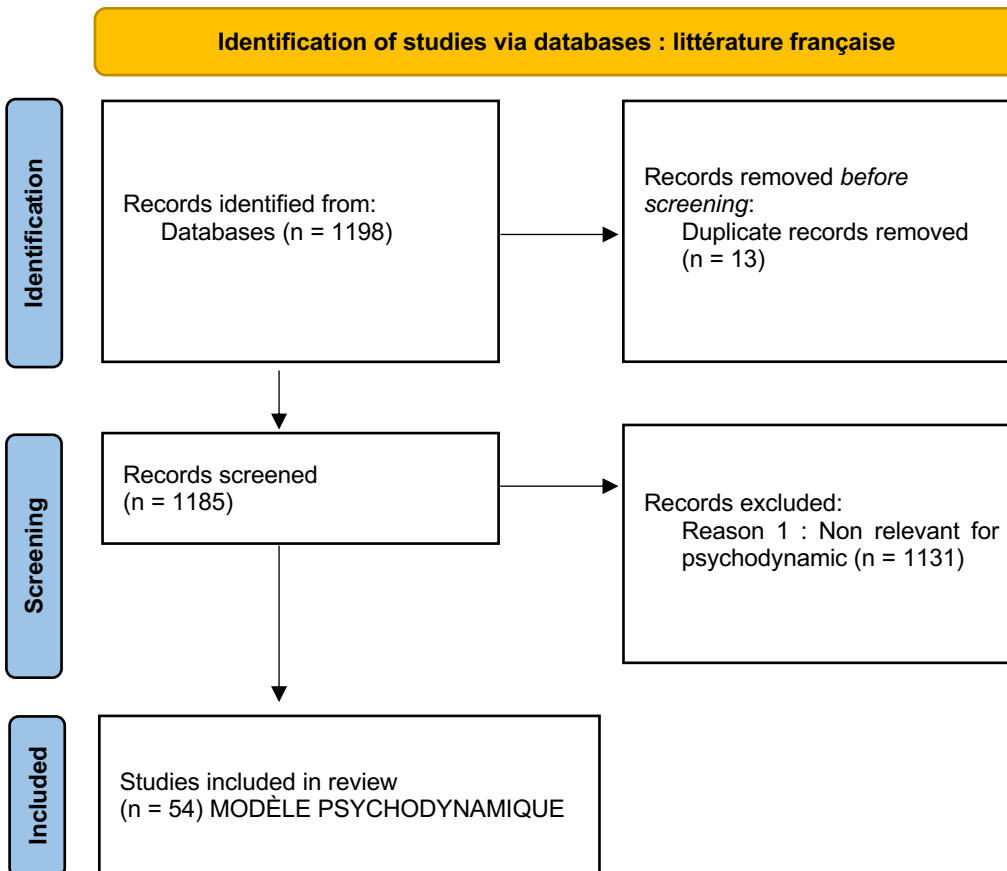 Identification of studies via databases : littérature française
Identification
Records identified from:
Databases (n = 1198)
Records removed before
screening:
Duplicate records removed
(n = 13)
Screening
Records screened
(n = 1185)
Records excluded:
Reason 1 : Non relevant for
psychodynamic (n = 1131)
Included
Studies included in review
(n = 54) MODÈLE PSYCHODYNAMIQUE